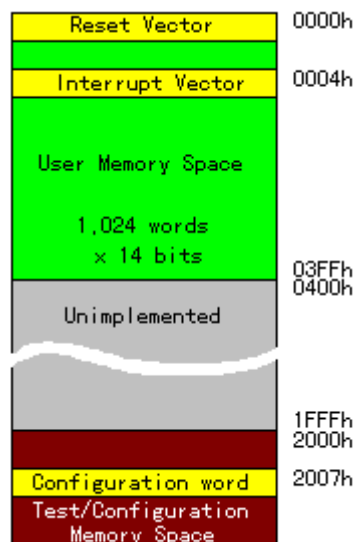 Reset Vector 0000h
Interrupt Vector 0004h
User Memory Space
1,024 words
× 14 bits
03FFh
0400h
Unimplemented
1FFFh
2000h
Configuration word 2007h
Test/Configuration
Memory Space